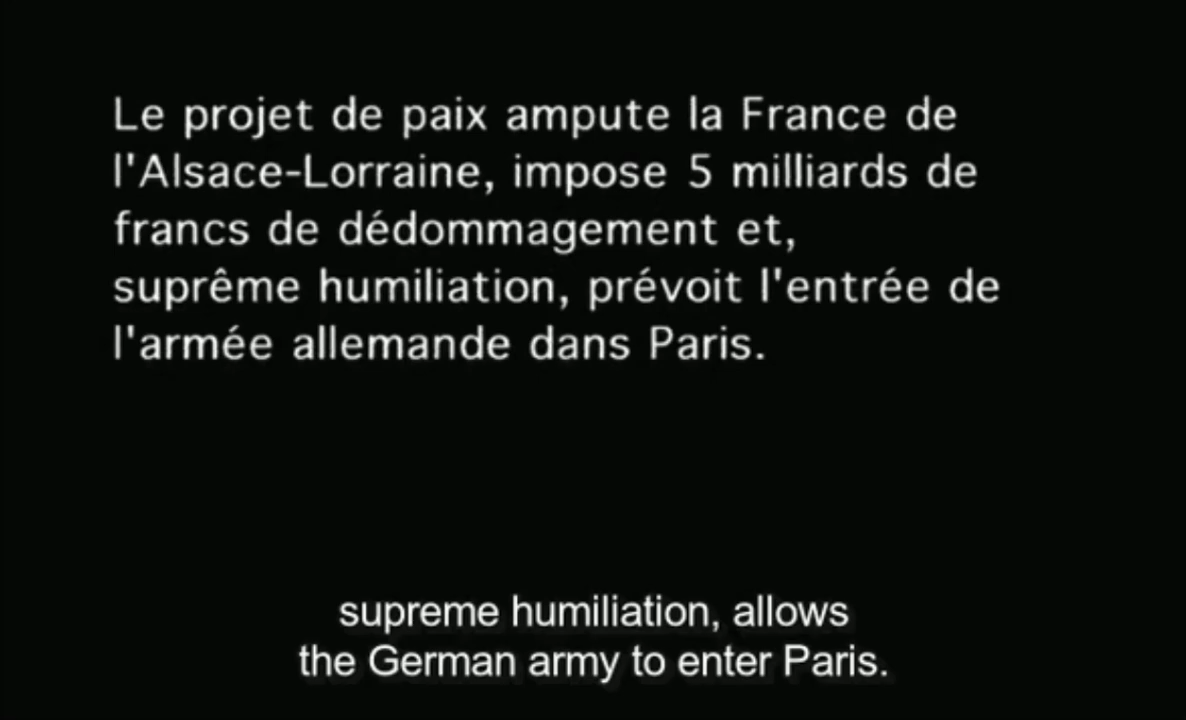 Le projet de paix ampute la France de
l'Alsace-Lorraine, impose 5 milliards de
francs de dédommagement et,
suprême humiliation, prévoit l'entrée de
l'armée allemande dans Paris.
supreme humiliation, allows
the German army to enter Paris.